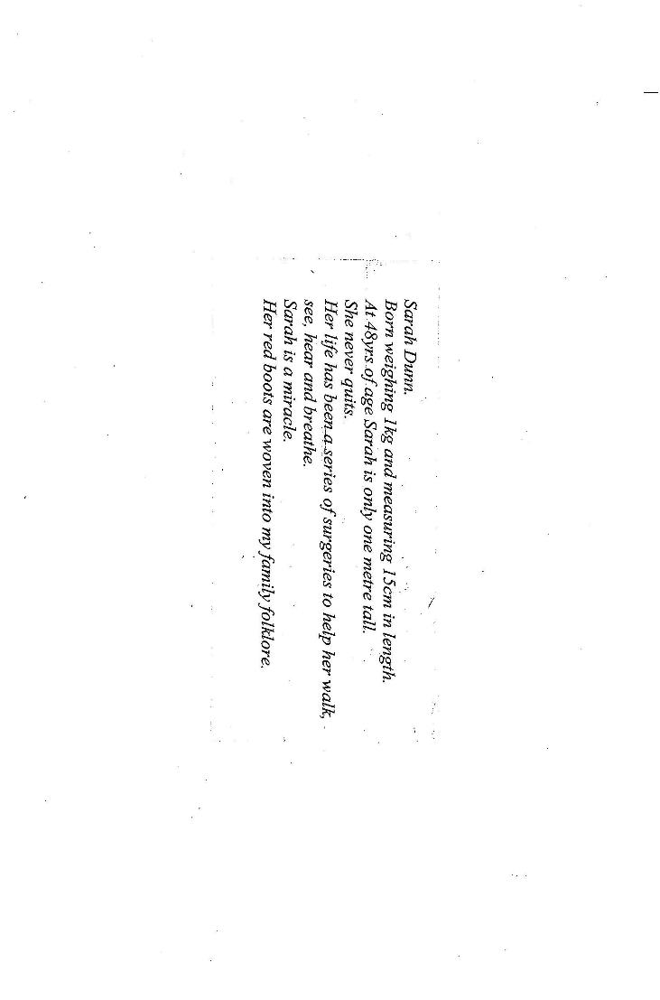 Sarah Dunn.
Born weighing 1kg and measuring 15cm in length.
At 48yrs of age Sarah is only one metre tall.
She never quits.
Her life has been a series of surgeries to help her walk,
see, hear and breathe.
Sarah is a miracle.
Her red boots are woven into my family folklore.